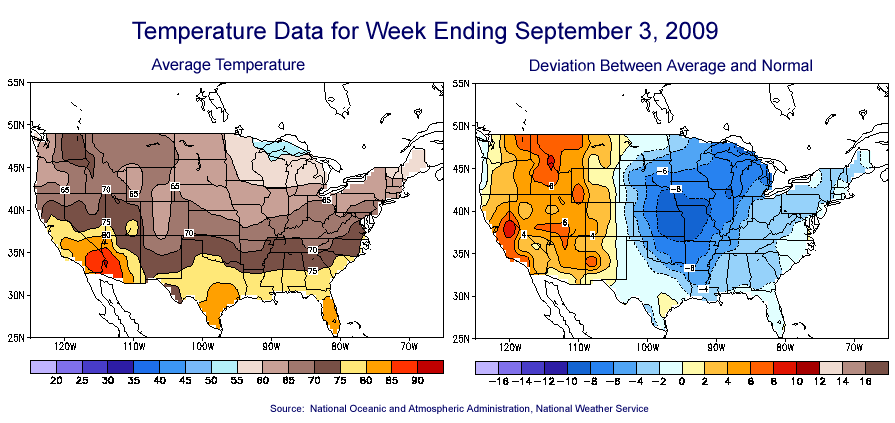 Temperature Data for Week Ending September 3, 2009
Average Temperature
Deviation Between Average and Normal
55N
50N
45N
40N
35N
30N
25N
120W 110W 100W 90W 80W 70W
65 70 65 65 65 75 80 70 70 75
20 25 30 35 40 45 50 55 60 65 70 75 80 85 90
55N
50N
45N
40N
35N
30N
25N
120W 110W 100W 90W 80W 70W
-6 -8 8 6 4 4 -8 -4
-16 -14 -12 -10 -8 -6 -4 -2 0 2 4 6 8 10 12 14 16
Source: National Oceanic and Atmospheric Administration, National Weather Service